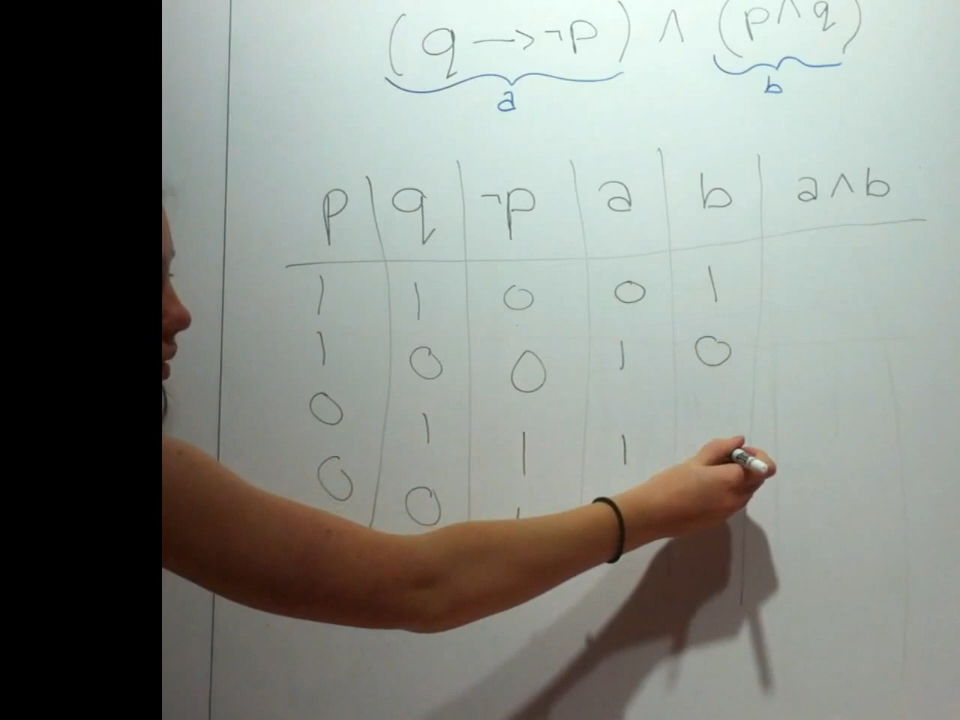 (q → ¬p) ∧ (p ∧ q)
a b
p q ¬p a b a ∧ b
1 1 0 0 1
1 0 0 1 0
0 1 1 1
0 0